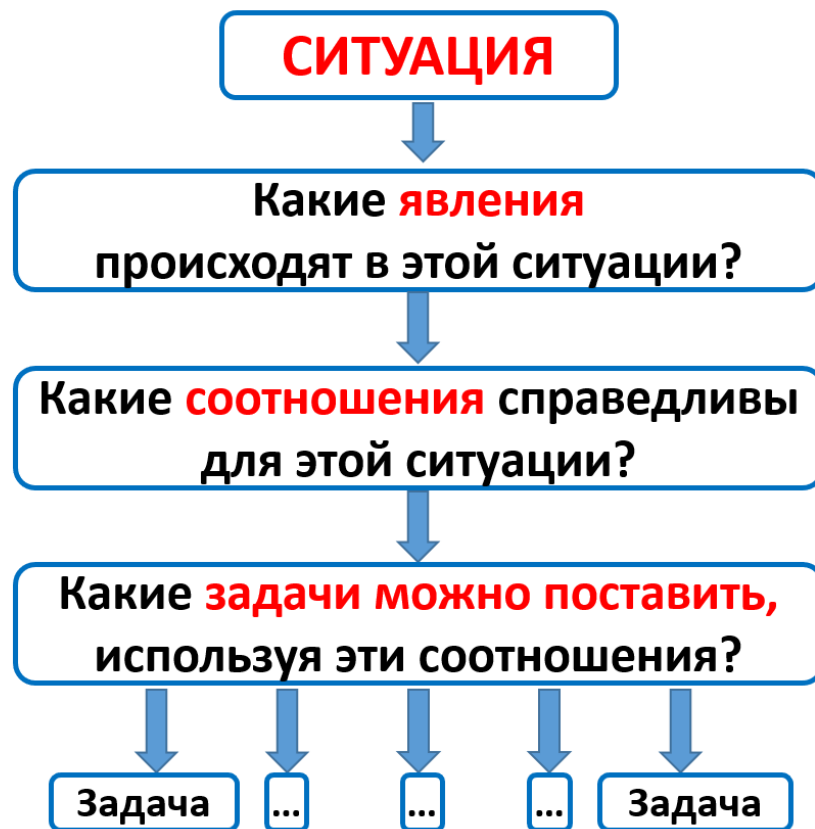 СИТУАЦИЯ
Какие явления
происходят в этой ситуации?
Какие соотношения справедливы
для этой ситуации?
Какие задачи можно поставить,
используя эти соотношения?
Задача ... ... ... Задача